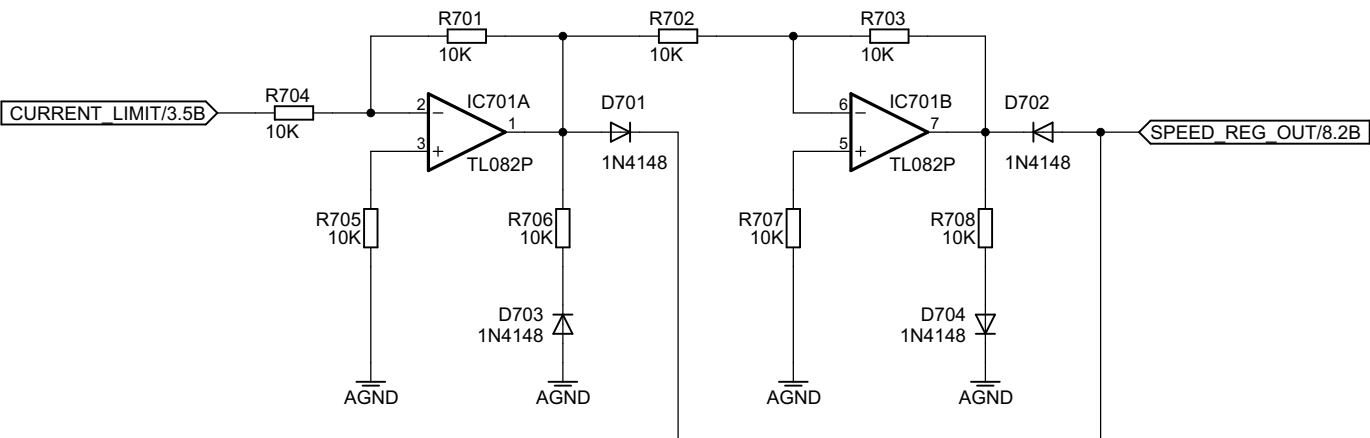 R701
10K
R702
10K
R703
10K
CURRENT_LIMIT/3.5B
R704
10K
2
3
1
IC701A
TL082P
D701
1N4148
6
5
7
IC701B
TL082P
D702
1N4148
SPEED_REG_OUT/8.2B
R705
10K
R706
10K
R707
10K
R708
10K
D703
1N4148
D704
1N4148
AGND
AGND
AGND
AGND